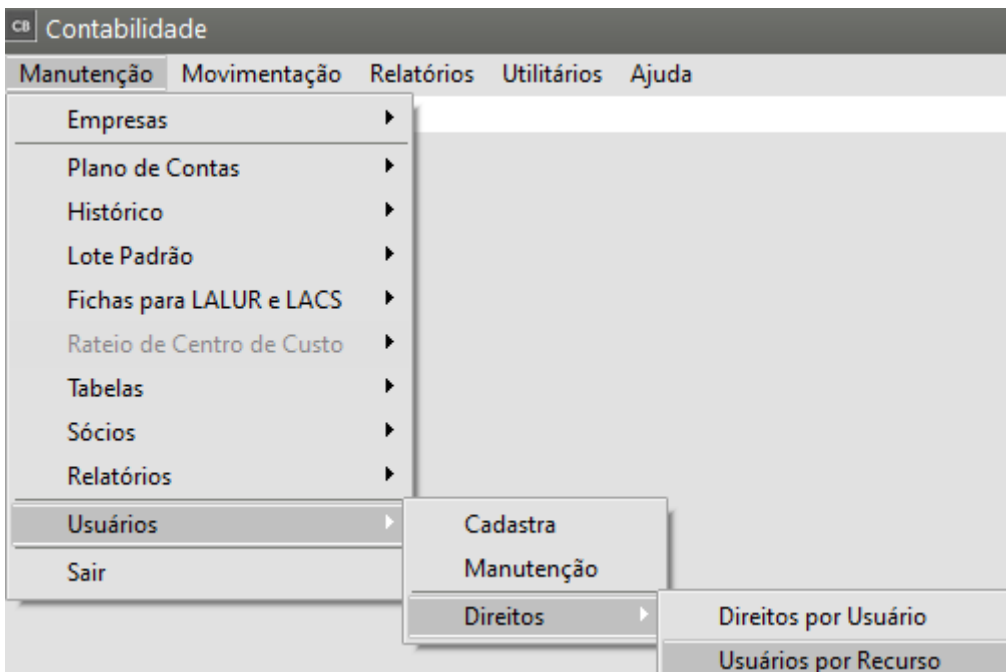 CB Contabilidade
Manutenção Movimentação Relatórios Utilitários Ajuda
Empresas
Plano de Contas
Histórico
Lote Padrão
Fichas para LALUR e LACS
Rateio de Centro de Custo
Tabelas
Sócios
Relatórios
Usuários
Sair
Cadastra
Manutenção
Direitos
Direitos por Usuário
Usuários por Recurso